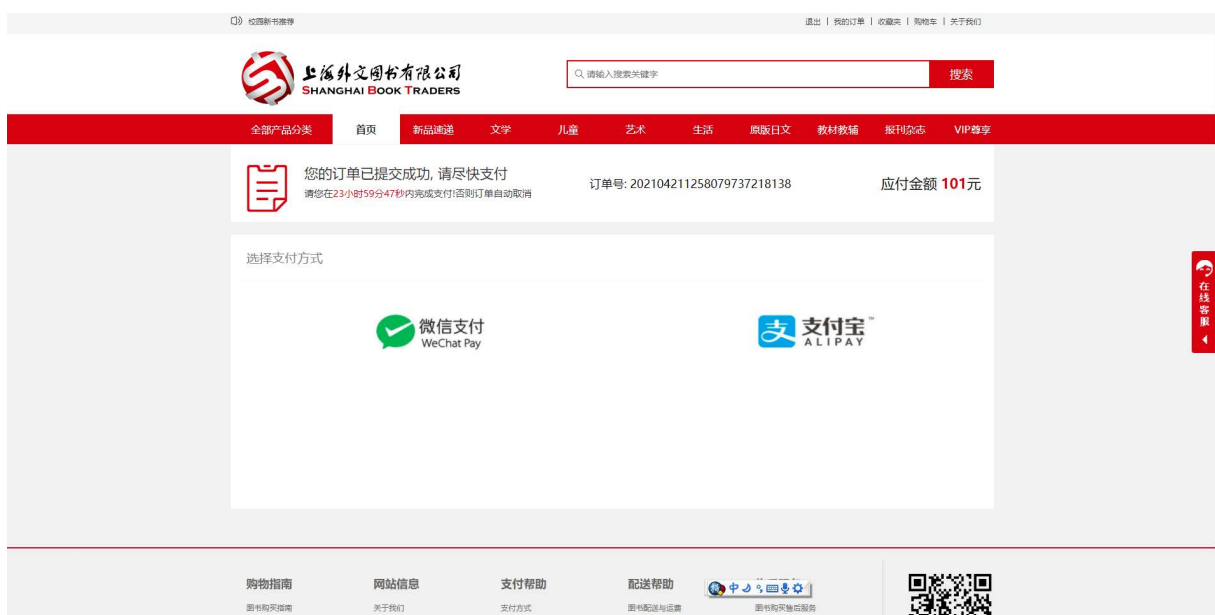 校园新书推荐
退出 | 我的订单 | 收藏夹 | 购物车 | 关于我们
上海外文图书有限公司
SHANGHAI BOOK TRADERS
请输入搜索关键字
搜索
全部产品分类 首页 新品速递 文学 儿童 艺术 生活 原版日文 教材教辅 报刊杂志 VIP尊享
您的订单已提交成功, 请尽快支付
请您在23小时59分47秒内完成支付!否则订单自动取消
订单号: 202104211258079737218138
应付金额 101元
选择支付方式
微信支付
WeChat Pay
支付宝™
ALIPAY
在线客服
购物指南 网站信息 支付帮助 配送帮助
中
图书购买指南 关于我们 支付方式 图书配送与运费 图书购买售后服务